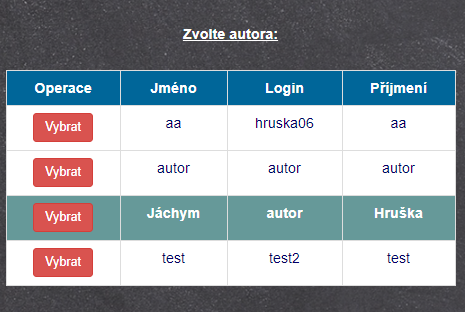 Zvolte autora:
Operace Jméno Login Příjmení
Vybrat aa hruska06 aa
Vybrat autor autor autor
Vybrat Jáchym autor Hruška
Vybrat test test2 test